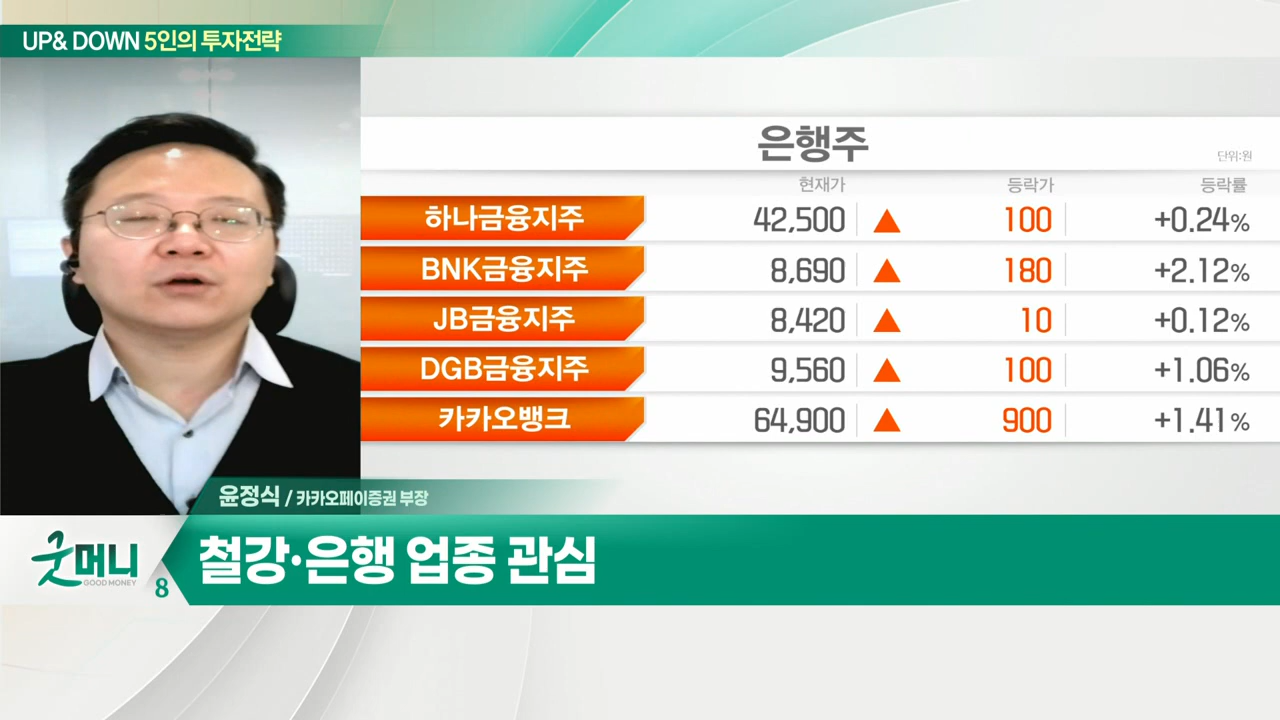 UP& DOWN 5인의 투자전략
은행주
단위:원
현재가 등락가 등락률
하나금융지주 42,500 ▲ 100 +0.24%
BNK금융지주 8,690 ▲ 180 +2.12%
JB금융지주 8,420 ▲ 10 +0.12%
DGB금융지주 9,560 ▲ 100 +1.06%
카카오뱅크 64,900 ▲ 900 +1.41%
윤정식 / 카카오페이증권 부장
굿머니
GOOD MONEY
8
철강·은행 업종 관심